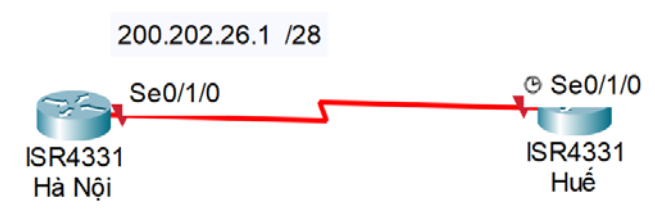 200.202.26.1 /28
Se0/1/0
Se0/1/0
ISR4331
Hà Nội
ISR4331
Huế